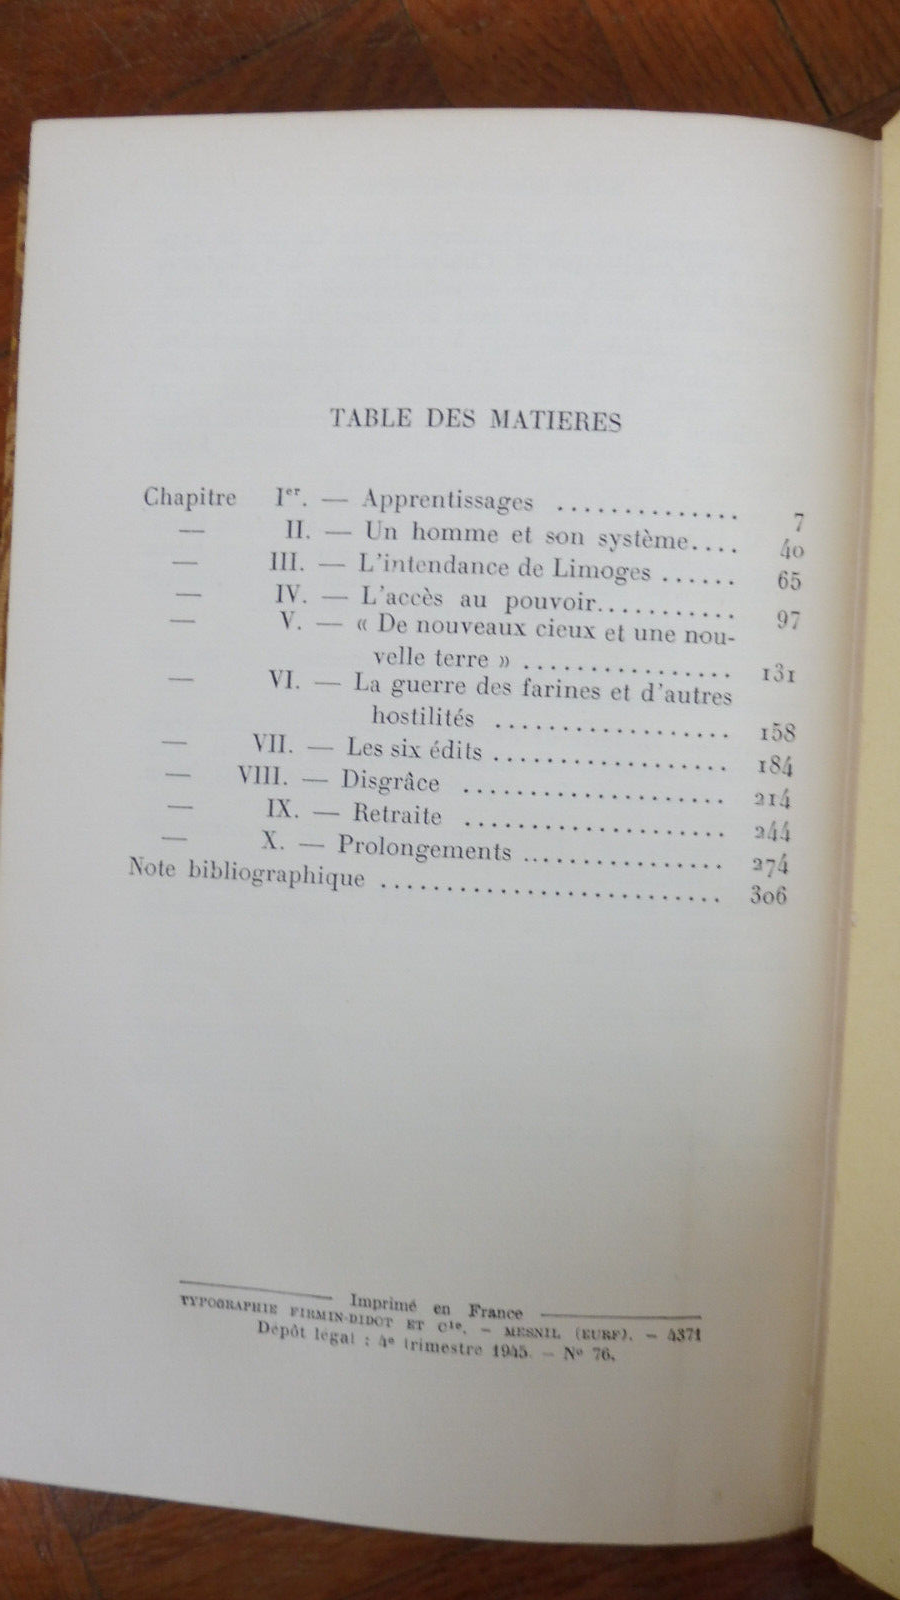 TABLE DES MATIERES
Chapitre Iᵉʳ. — Apprentissages .............. 7
— II. — Un homme et son système.... 40
— III. — L'intendance de Limoges ...... 65
— IV. — L'accès au pouvoir........... 97
— V. — « De nouveaux cieux et une nou-
velle terre » ................ 131
— VI. — La guerre des farines et d'autres
hostilités .................. 158
— VII. — Les six édits .................. 184
— VIII. — Disgrâce .................... 214
— IX. — Retraite .................... 244
— X. — Prolongements ............... 274
Note bibliographique .......................... 306
Imprimé en France
TYPOGRAPHIE FIRMIN-DIDOT ET Cⁱᵉ. — MESNIL (EURE). — 4371
Dépôt légal : 4ᵉ trimestre 1945. — Nº 76.